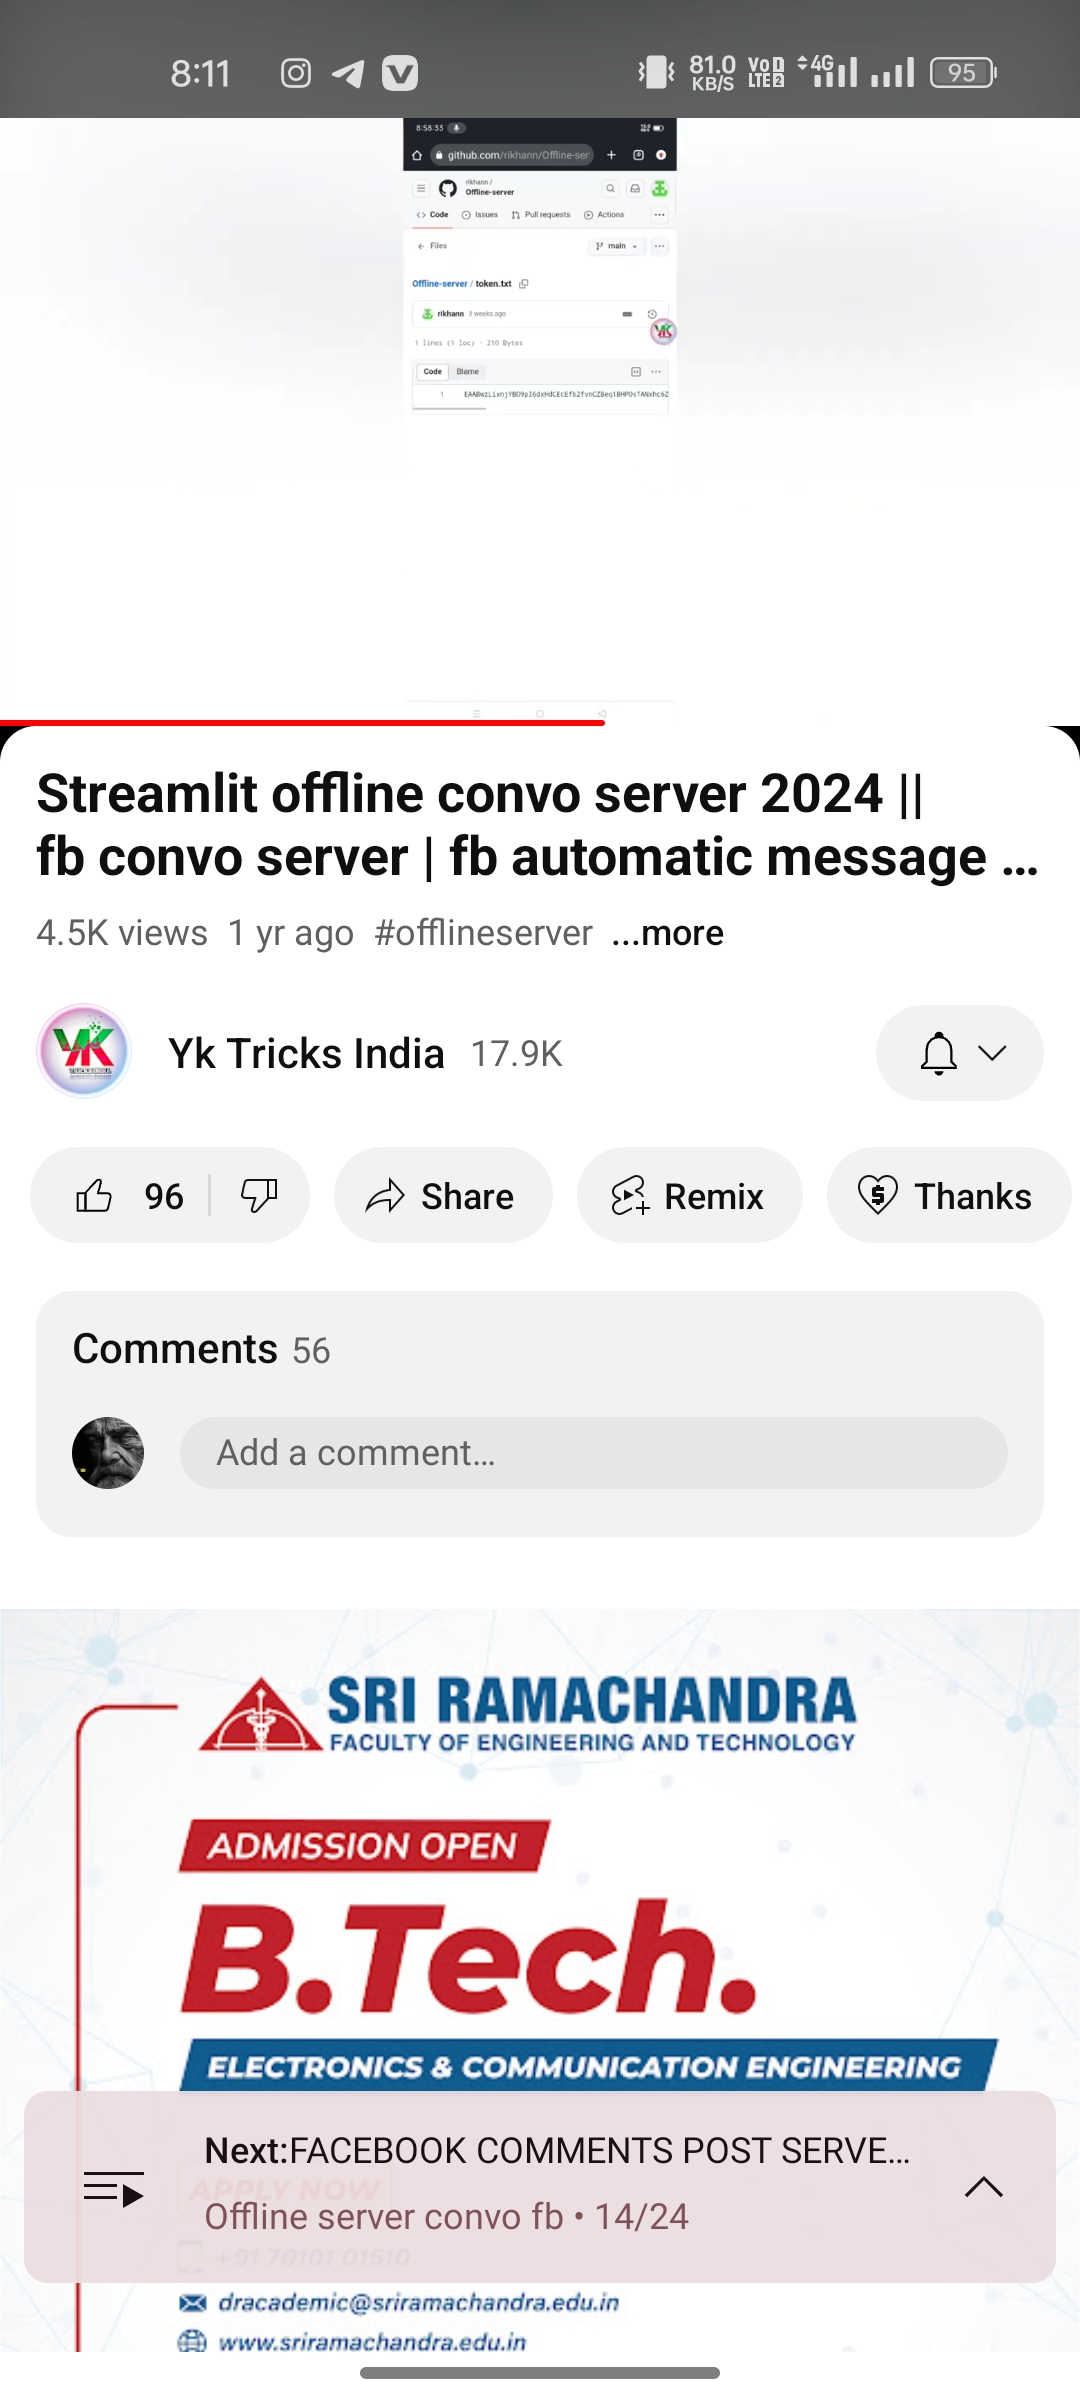 8:11
81.0 KB/S
Vo 1 LTE 2
4G
95
8:58:33
github.com/rikhann/Offline-ser
rikhann /
Offline-server
Code Issues Pull requests Actions
Files main
Offline-server / token.txt
rikhann 3 weeks ago
1 lines (1 loc) · 210 Bytes
Code Blame
1
Streamlit offline convo server 2024 ||
fb convo server | fb automatic message ...
4.5K views 1 yr ago #offlineserver ...more
Yk Tricks India 17.9K
96 Share Remix Thanks
Comments 56
Add a comment...
SRI RAMACHANDRA
FACULTY OF ENGINEERING AND TECHNOLOGY
ADMISSION OPEN
B.Tech.
ELECTRONICS & COMMUNICATION ENGINEERING
Next:FACEBOOK COMMENTS POST SERVE...
APPLY NOW
Offline server convo fb • 14/24
+91 70101 01510
dracademic@sriramachandra.edu.in
www.sriramachandra.edu.in